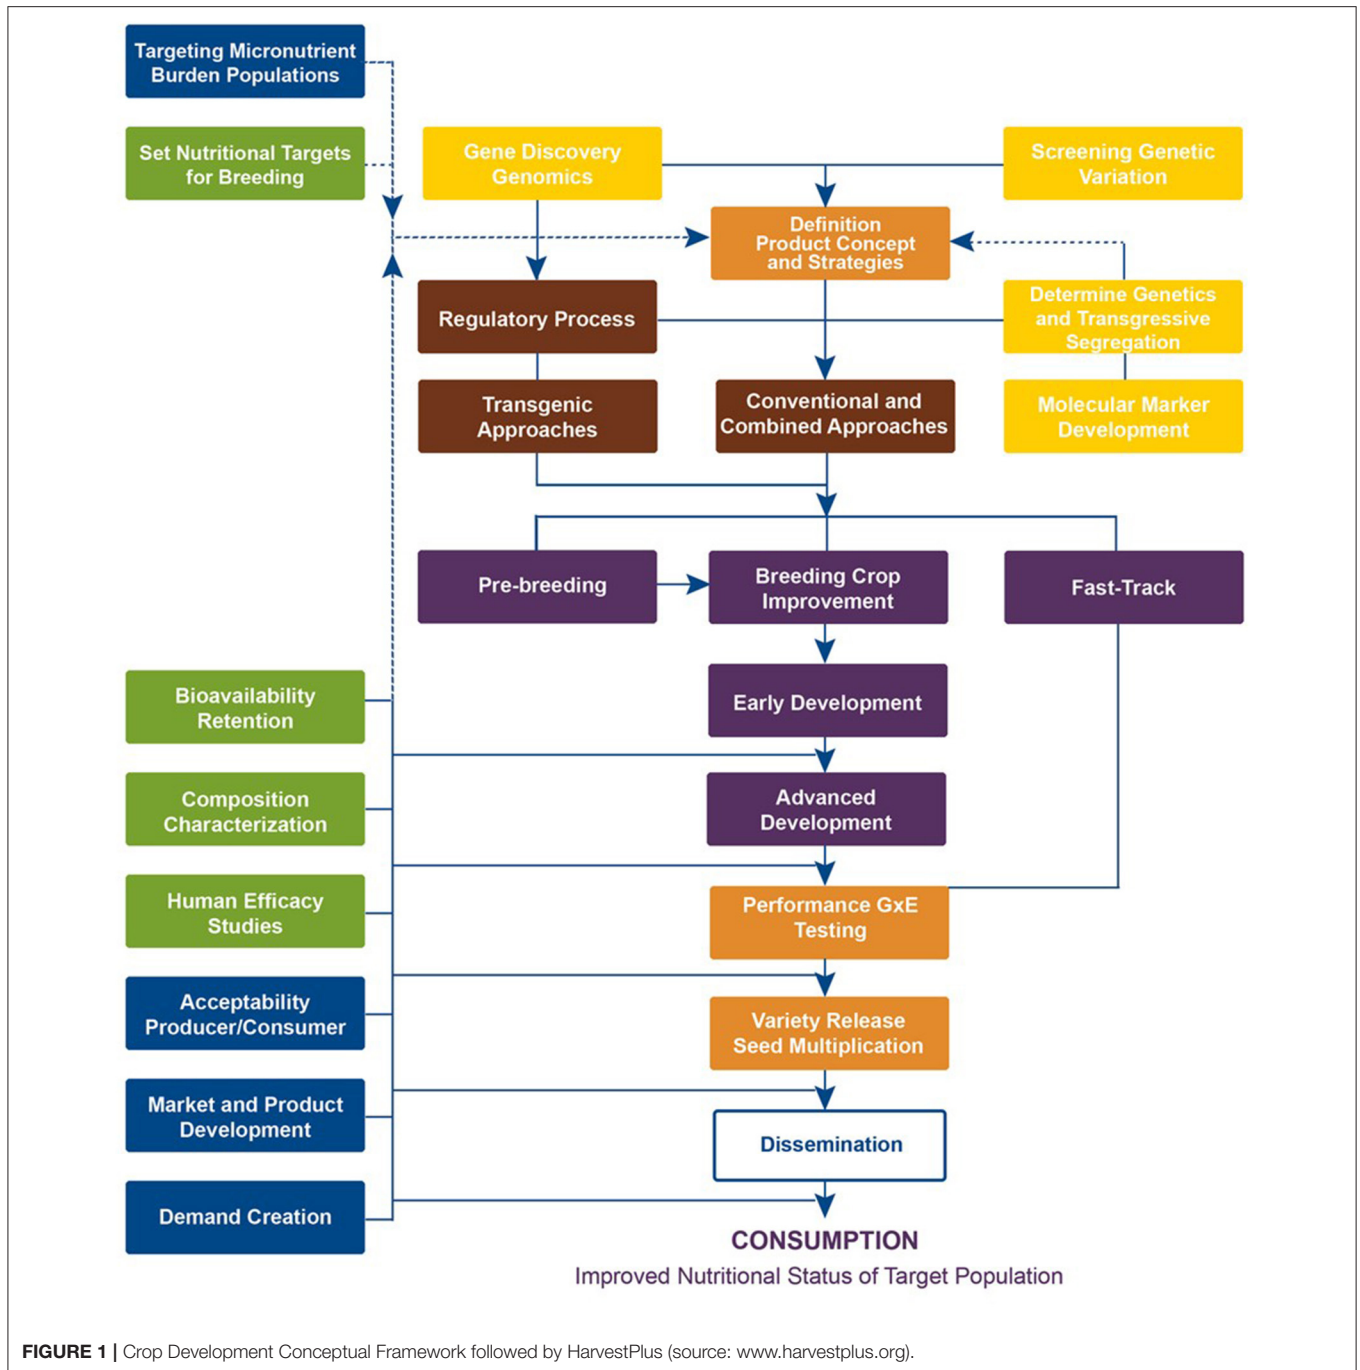 Targeting Micronutrient
Burden Populations
Set Nutritional Targets
for Breeding
Gene Discovery
Genomics
Screening Genetic
Variation
Definition
Product Concept
and Strategies
Regulatory Process
Determine Genetics
and Transgressive
Segregation
Transgenic
Approaches
Conventional and
Combined Approaches
Molecular Marker
Development
Pre-breeding
Breeding Crop
Improvement
Fast-Track
Early Development
Bioavailability
Retention
Advanced
Development
Composition
Characterization
Human Efficacy
Studies
Performance GxE
Testing
Acceptability
Producer/Consumer
Variety Release
Seed Multiplication
Market and Product
Development
Dissemination
Demand Creation
CONSUMPTION
Improved Nutritional Status of Target Population
FIGURE 1 | Crop Development Conceptual Framework followed by HarvestPlus (source: www.harvestplus.org).